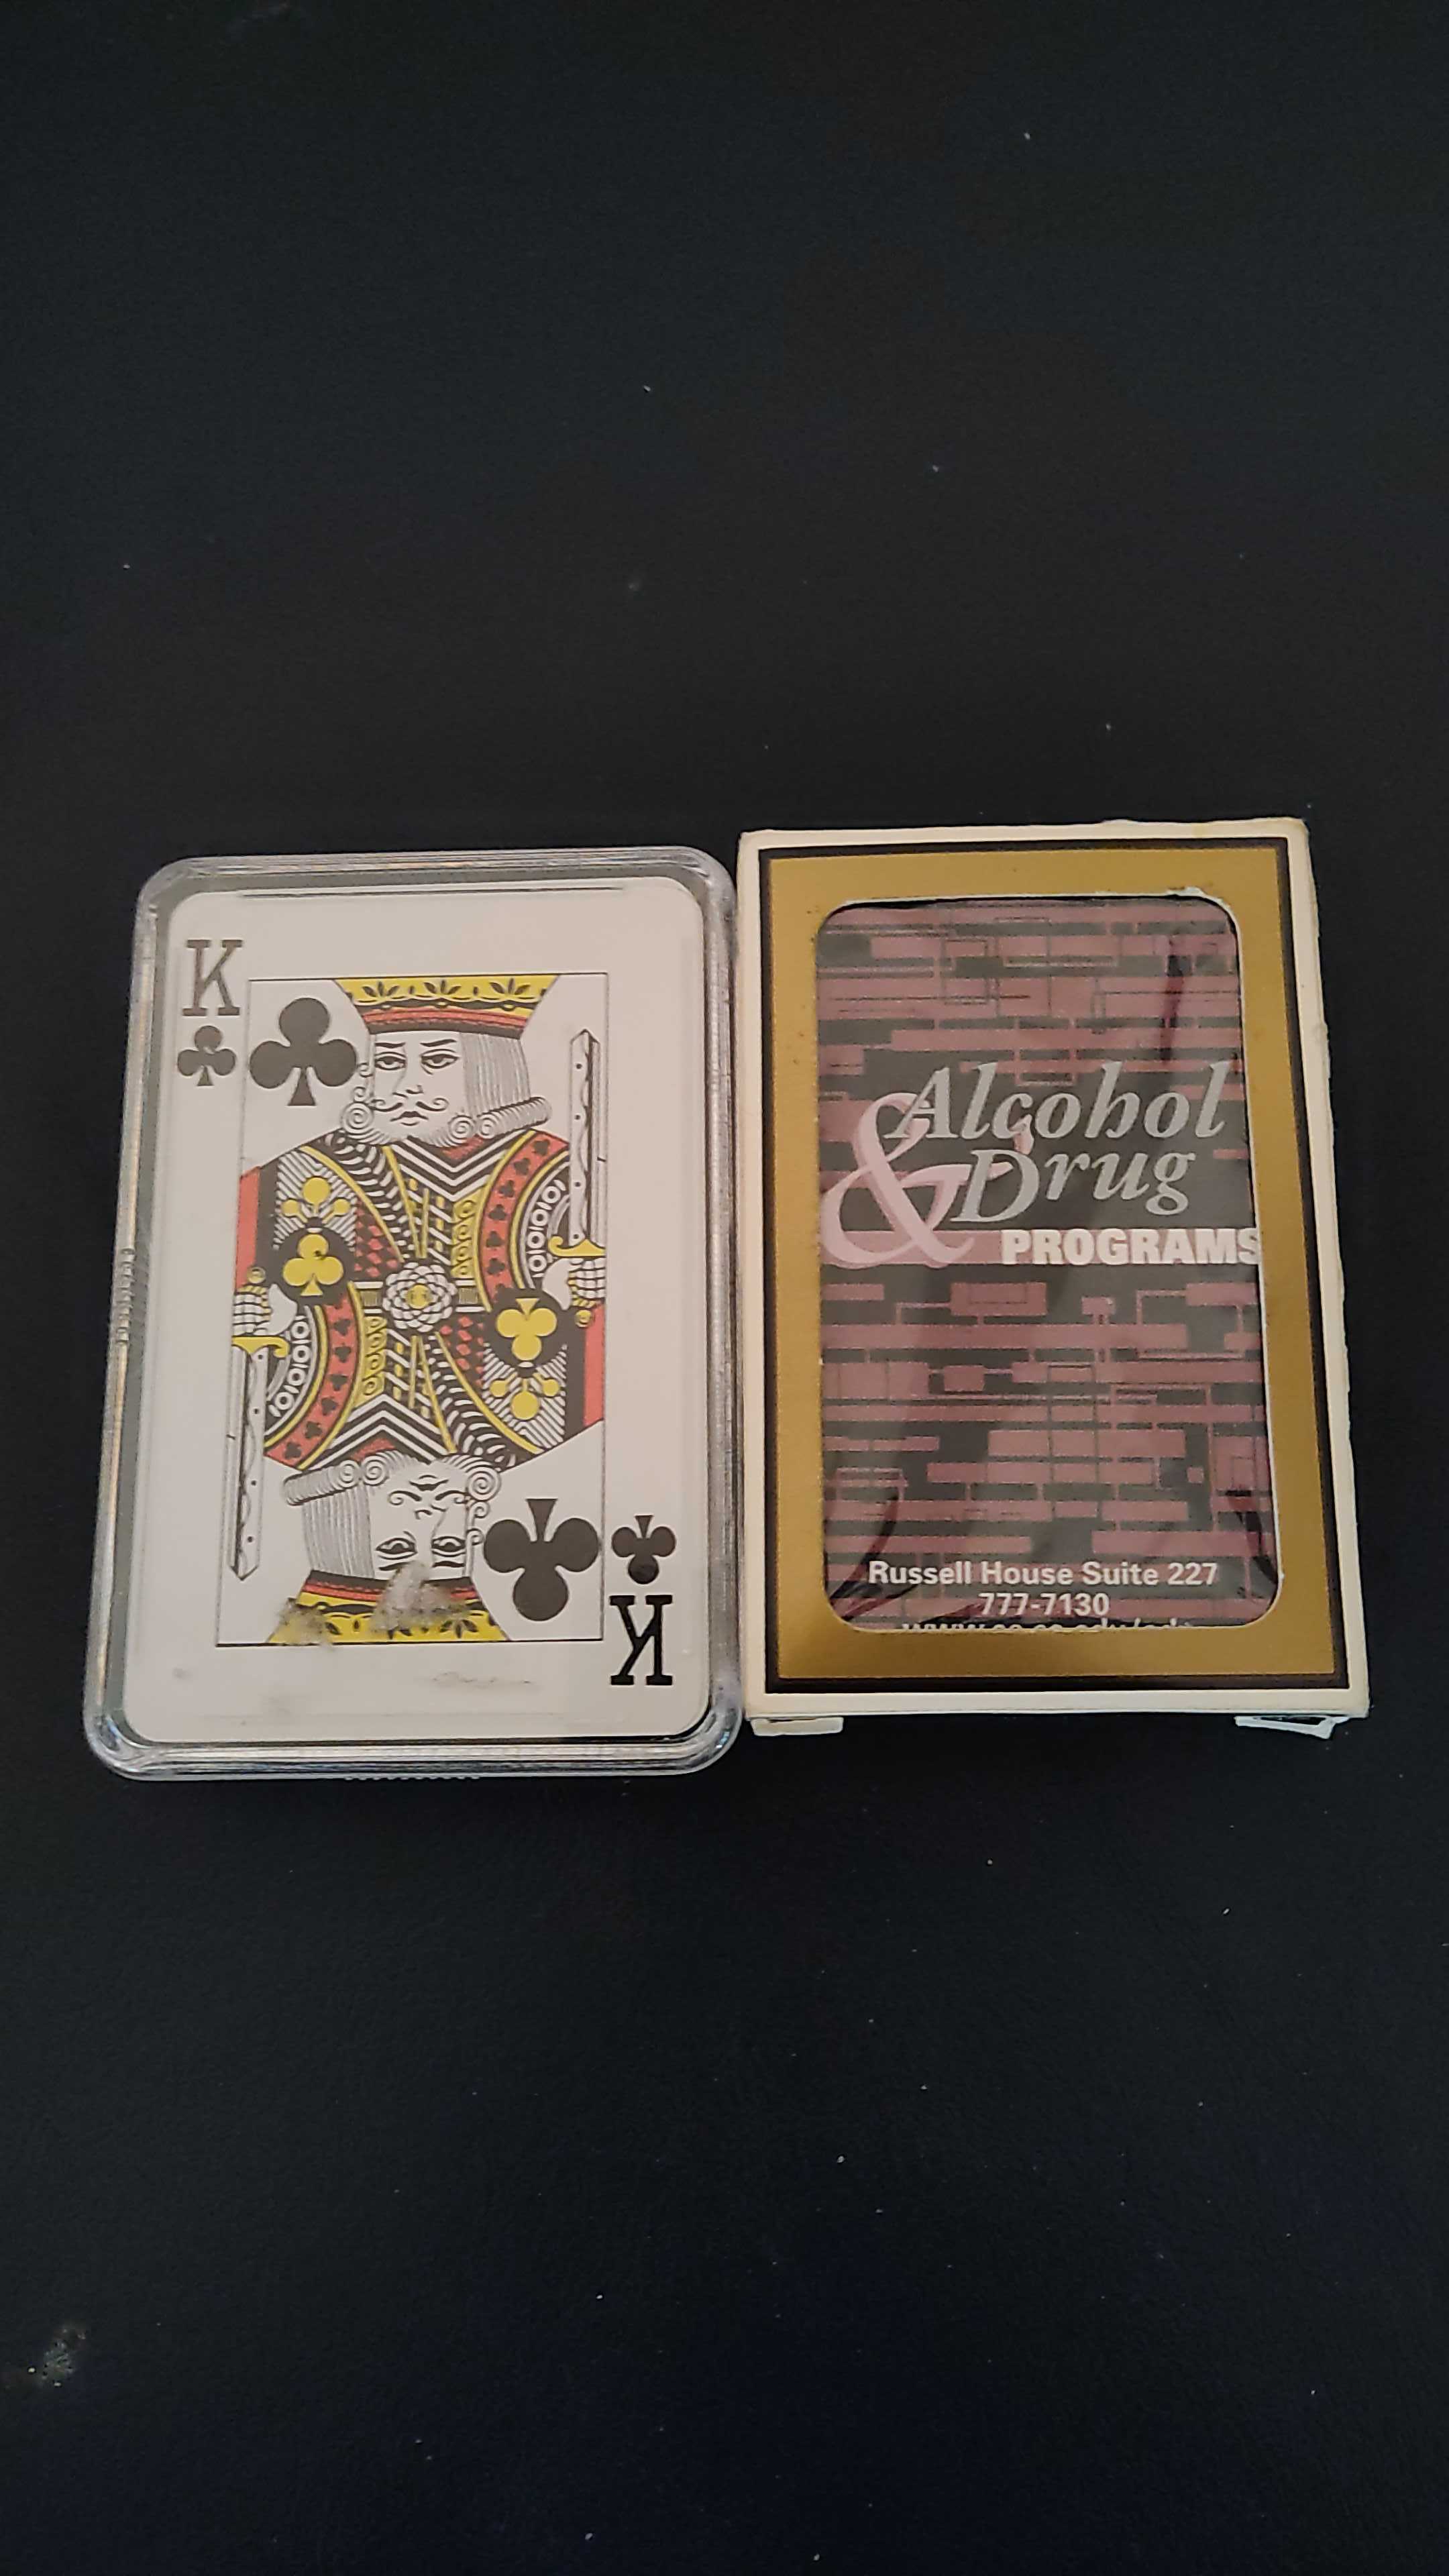 K
Alcohol
& Drug
PROGRAMS
Russell House Suite 227
777-7130
K